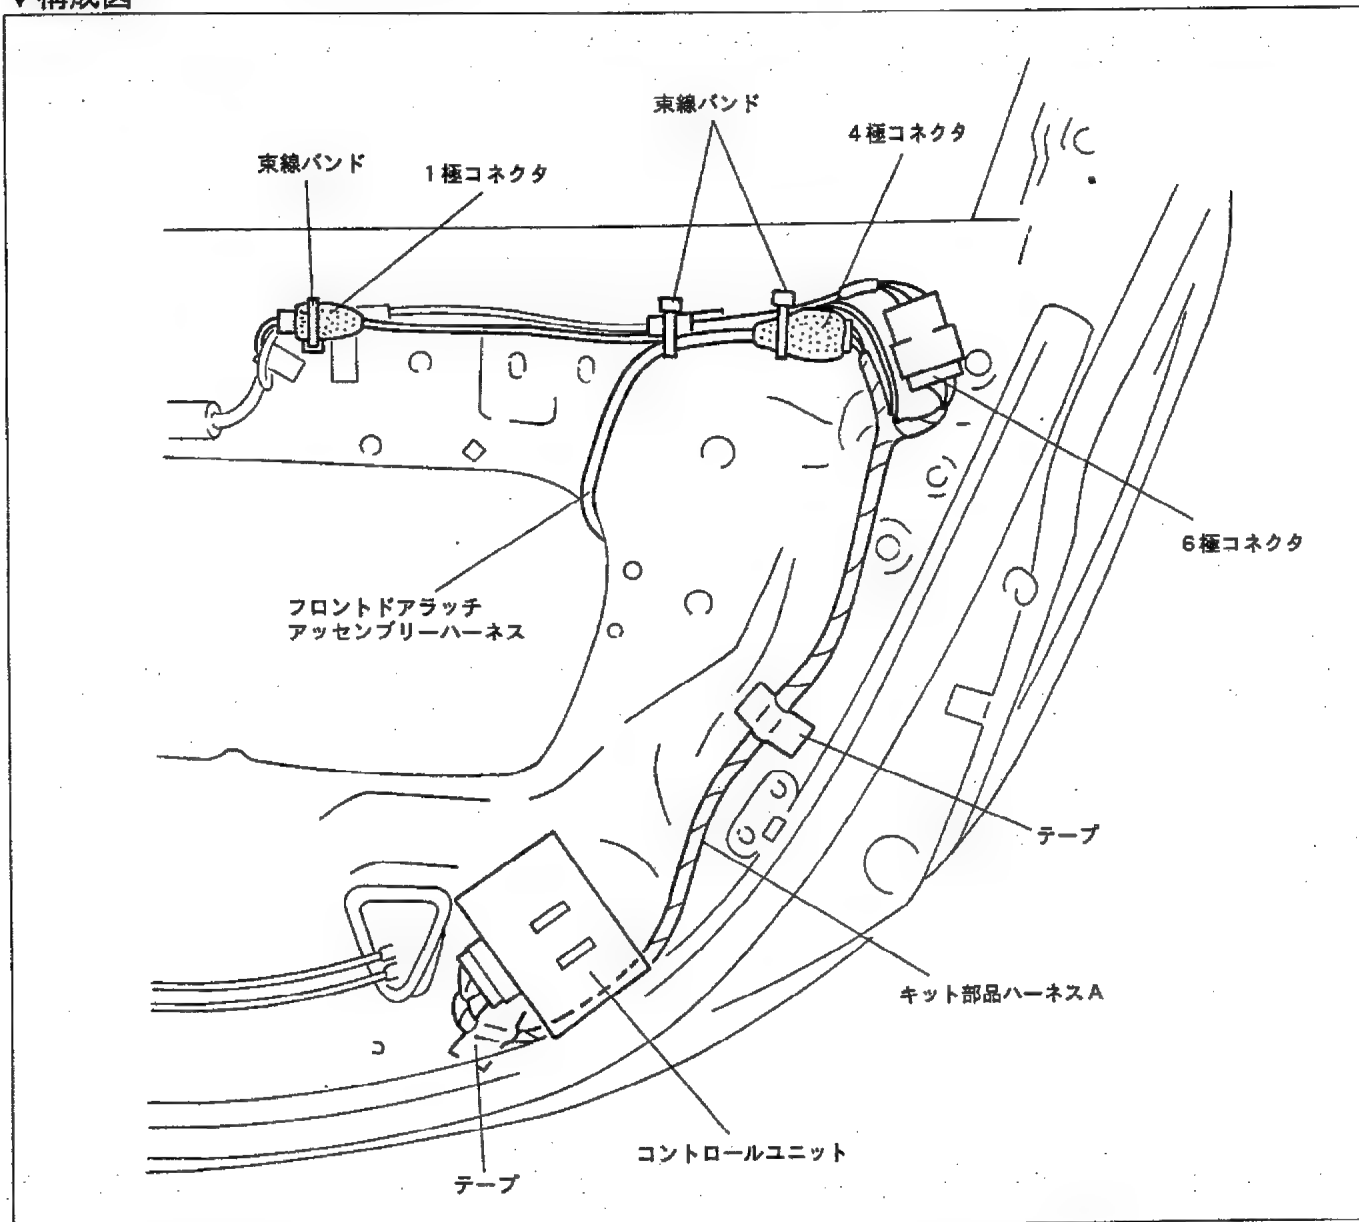 ▼構成図
束線バンド
4極コネクタ
束線バンド
1極コネクタ
6極コネクタ
フロントドアラッチ
アッセンブリーハーネス
テープ
キット部品ハーネスA
コントロールユニット
テープ